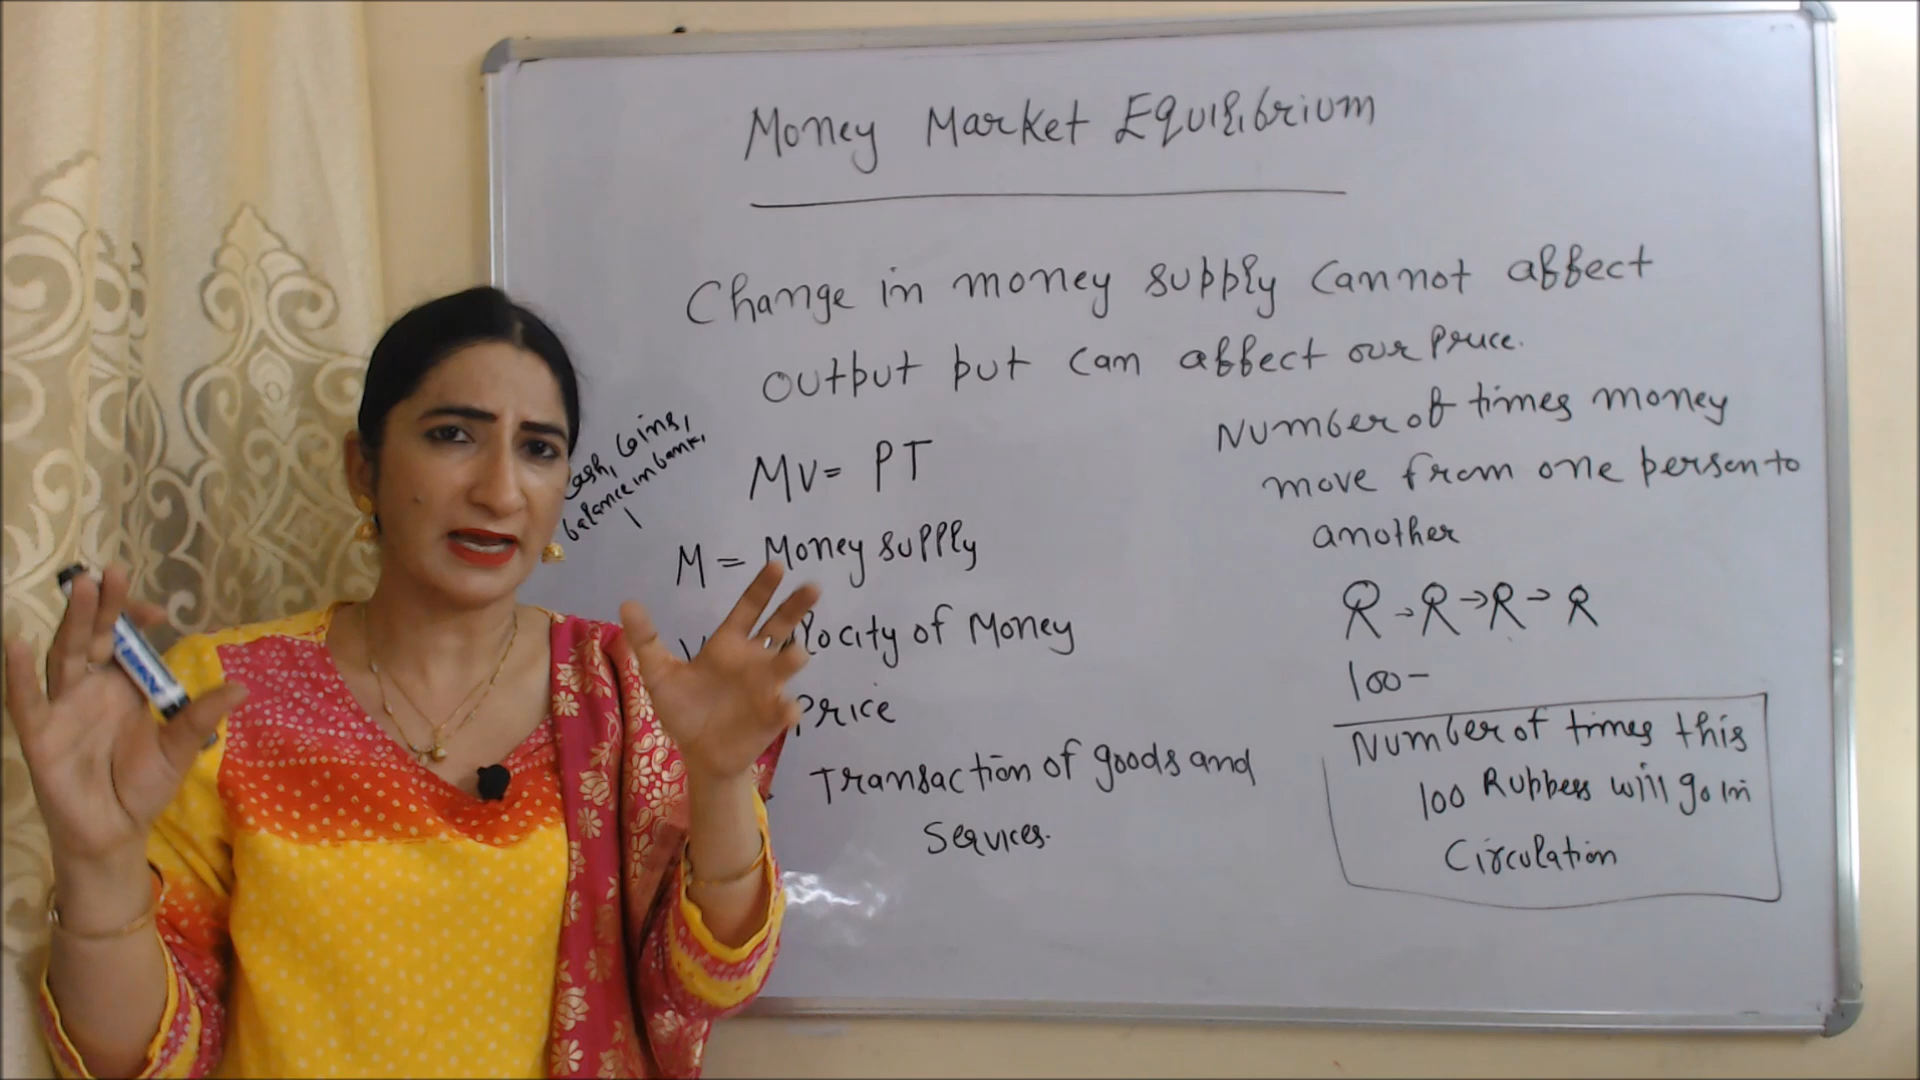 Money Market Equilibrium
Change in money supply cannot affect
output but can affect our price.
Cash, Coins,
balance in bank,
MV = PT
M = Money supply
locity of Money
price
Transaction of goods and
Services.
Number of times money
move from one person to
another
100-
Number of times this
100 Ruppees will go in
Circulation